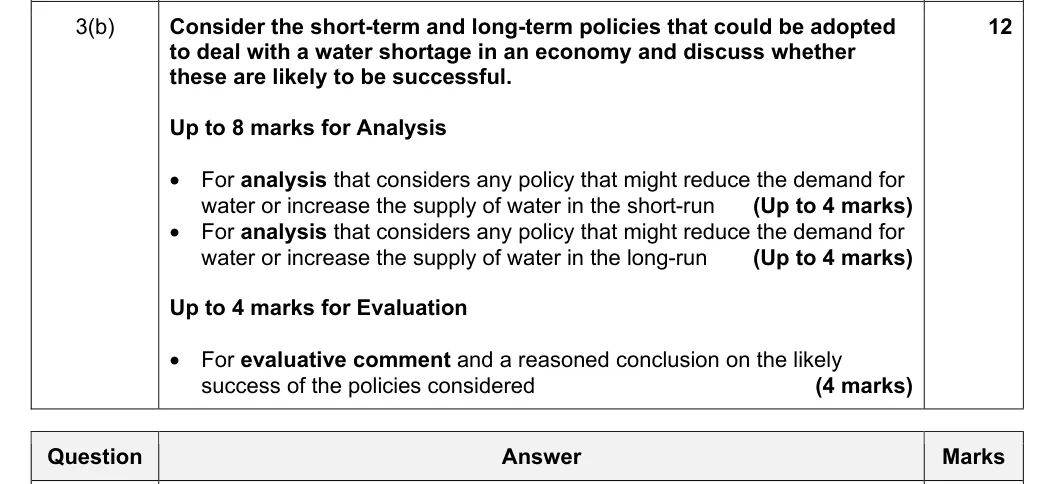 3(b) Consider the short-term and long-term policies that could be adopted 12
to deal with a water shortage in an economy and discuss whether
these are likely to be successful.
Up to 8 marks for Analysis
• For analysis that considers any policy that might reduce the demand for
water or increase the supply of water in the short-run (Up to 4 marks)
• For analysis that considers any policy that might reduce the demand for
water or increase the supply of water in the long-run (Up to 4 marks)
Up to 4 marks for Evaluation
• For evaluative comment and a reasoned conclusion on the likely
success of the policies considered (4 marks)
Question Answer Marks